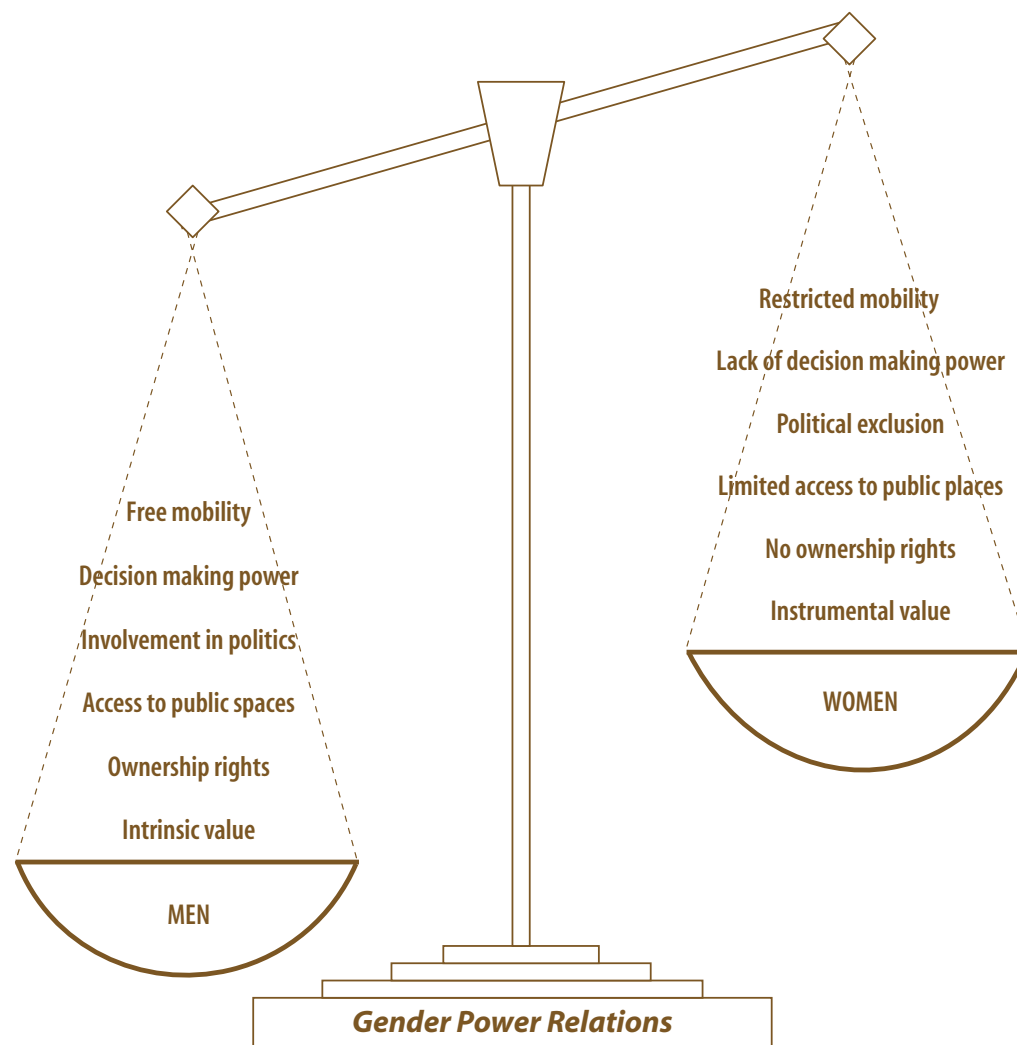 Restricted mobility
Lack of decision making power
Political exclusion
Limited access to public places
No ownership rights
Instrumental value
WOMEN
Free mobility
Decision making power
Involvement in politics
Access to public spaces
Ownership rights
Intrinsic value
MEN
Gender Power Relations